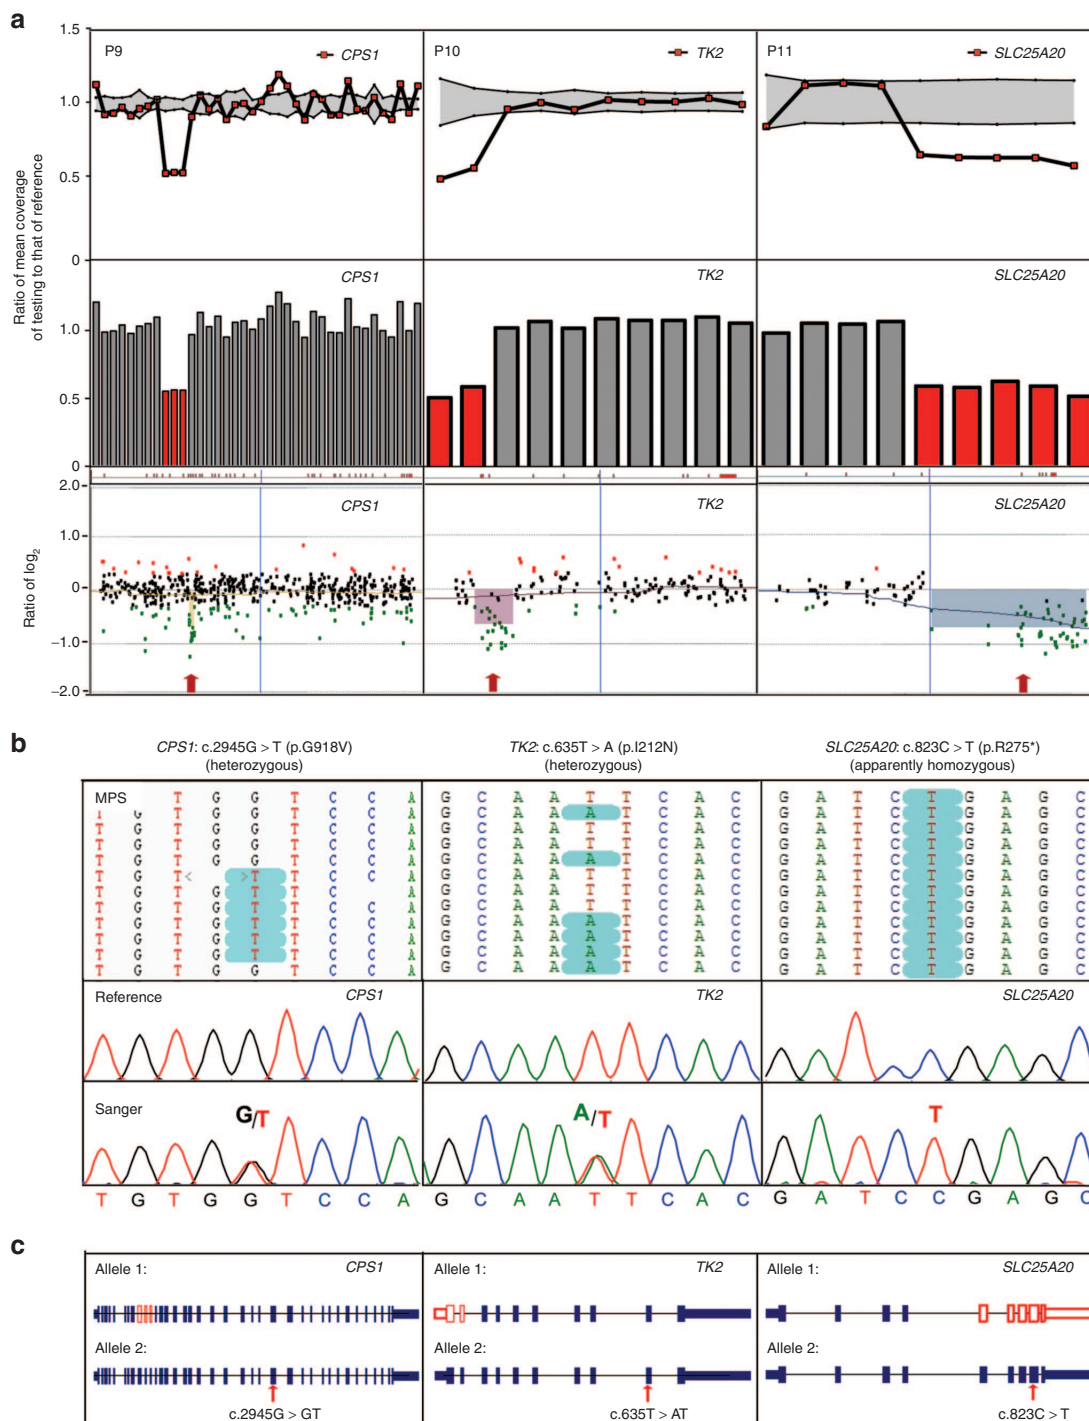 a
1.5
1.0
0.5
0
Ratio of mean coverage
of testing to that of reference
P9
CPS1
P10
TK2
P11
SLC25A20
CPS1
TK2
SLC25A20
1.0
0.5
0
2.0
1.0
0
−1.0
−2.0
Ratio of log2
CPS1
TK2
SLC25A20
b
CPS1: c.2945G > T (p.G918V)
(heterozygous)
TK2: c.635T > A (p.I212N)
(heterozygous)
SLC25A20: c.823C > T (p.R275*)
(apparently homozygous)
MPS
T G G T C C A
G C A A T T C A C
G A T C T G A G C
T G T G G T C C A
G C A A A T C A C
G A T C T G A G C
T G T G G T C C A
G C A A T T C A C
G A T C T G A G C
T G T G G T C C A
G C A A T T C A C
G A T C T G A G C
T G T G G T C C A
G C A A A T C A C
G A T C T G A G C
T G T < > T T C C A
G C A A T T C A C
G A T C T G A G C
T G T G T T C A
G C A A T T C A C
G A T C T G A G C
T G T G T T C C A
G C A A T T C A C
G A T C T G A G C
T G T G T T C C A
G C A A A T C A C
G A T C T G A G C
T G T G T T C C A
G C A A A T C A C
G A T C T G A G C
T G T G T T C C A
G C A A A T C A C
G A T C T G A G C
T G T G G T C C A
G C A A A T C A C
G A T C T G A G C
Reference
CPS1
TK2
SLC25A20
Sanger
G/T
A/T
T
T G T G G T C C A
G C A A T T C A C
G A T C C G A G C
c
Allele 1:
CPS1
Allele 1:
TK2
Allele 1:
SLC25A20
Allele 2:
Allele 2:
Allele 2:
c.2945G > GT
c.635T > AT
c.823C > T